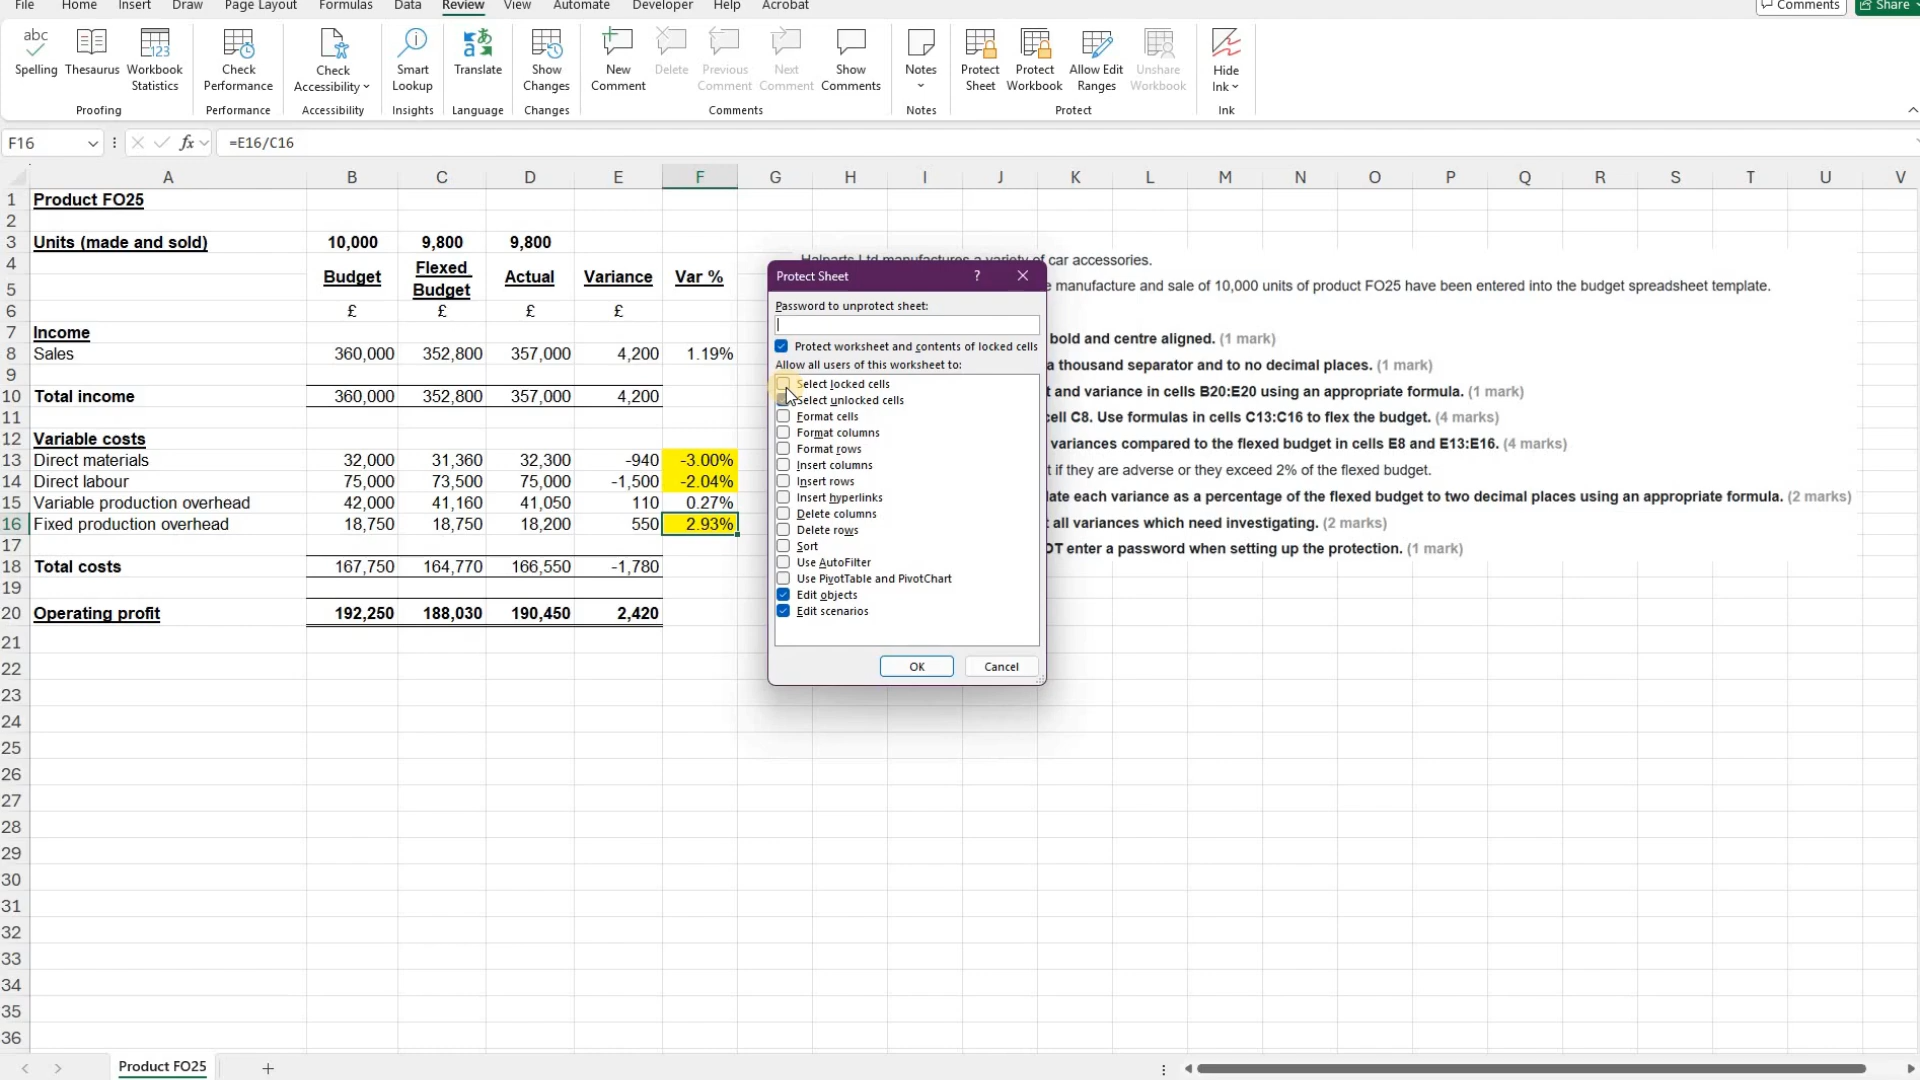 File Home Insert Draw Page Layout Formulas Data Review View Automate Developer Help Acrobat Comments Share
abc
123
Spelling Thesaurus Workbook Statistics Check Performance Check Accessibility Smart Lookup Translate Show Changes New Comment Delete Previous Comment Next Comment Show Comments Notes Protect Sheet Protect Workbook Allow Edit Ranges Unshare Workbook Hide Ink
Proofing Performance Accessibility Insights Language Changes Comments Notes Protect Ink
F16 fx =E16/C16
A B C D E F G H I J K L M N O P Q R S T U V
1 Product FO25
2
3 Units (made and sold) 10,000 9,800 9,800
4
5 Budget Flexed Budget Actual Variance Var %
6 £ £ £ £
7 Income
8 Sales 360,000 352,800 357,000 4,200 1.19%
9
10 Total income 360,000 352,800 357,000 4,200
11
12 Variable costs
13 Direct materials 32,000 31,360 32,300 -940 -3.00%
14 Direct labour 75,000 73,500 75,000 -1,500 -2.04%
15 Variable production overhead 42,000 41,160 41,050 110 0.27%
16 Fixed production overhead 18,750 18,750 18,200 550 2.93%
17
18 Total costs 167,750 164,770 166,550 -1,780
19
20 Operating profit 192,250 188,030 190,450 2,420
21
22
23
24
25
26
27
28
29
30
31
32
33
34
35
36
Halparts Ltd manufactures a variety of car accessories.
manufacture and sale of 10,000 units of product FO25 have been entered into the budget spreadsheet template.
bold and centre aligned. (1 mark)
a thousand separator and to no decimal places. (1 mark)
and variance in cells B20:E20 using an appropriate formula. (1 mark)
cell C8. Use formulas in cells C13:C16 to flex the budget. (4 marks)
variances compared to the flexed budget in cells E8 and E13:E16. (4 marks)
if they are adverse or they exceed 2% of the flexed budget.
each variance as a percentage of the flexed budget to two decimal places using an appropriate formula. (2 marks)
all variances which need investigating. (2 marks)
enter a password when setting up the protection. (1 mark)
Protect Sheet ?
Password to unprotect sheet:
Protect worksheet and contents of locked cells
Allow all users of this worksheet to:
Select locked cells
Select unlocked cells
Format cells
Format columns
Format rows
Insert columns
Insert rows
Insert hyperlinks
Delete columns
Delete rows
Sort
Use AutoFilter
Use PivotTable and PivotChart
Edit objects
Edit scenarios
OK Cancel
Product FO25